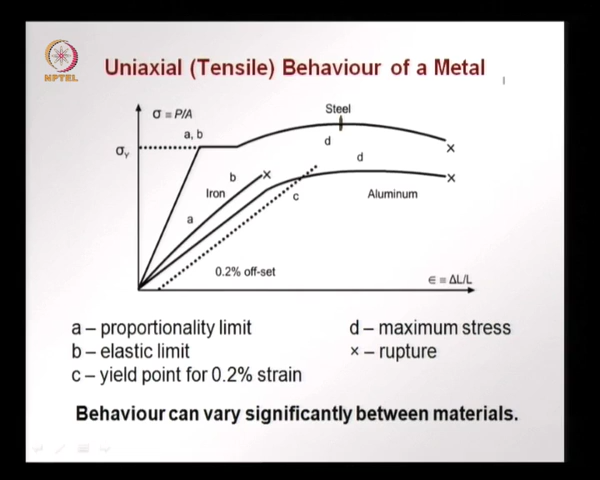 NPTEL
Uniaxial (Tensile) Behaviour of a Metal
σ = P/A
Steel
a, b
σY
d
d
x
b
x
x
Iron
c
Aluminum
a
0.2% off-set
∈ = ΔL/L
a – proportionality limit
d – maximum stress
b – elastic limit
× – rupture
c – yield point for 0.2% strain
Behaviour can vary significantly between materials.